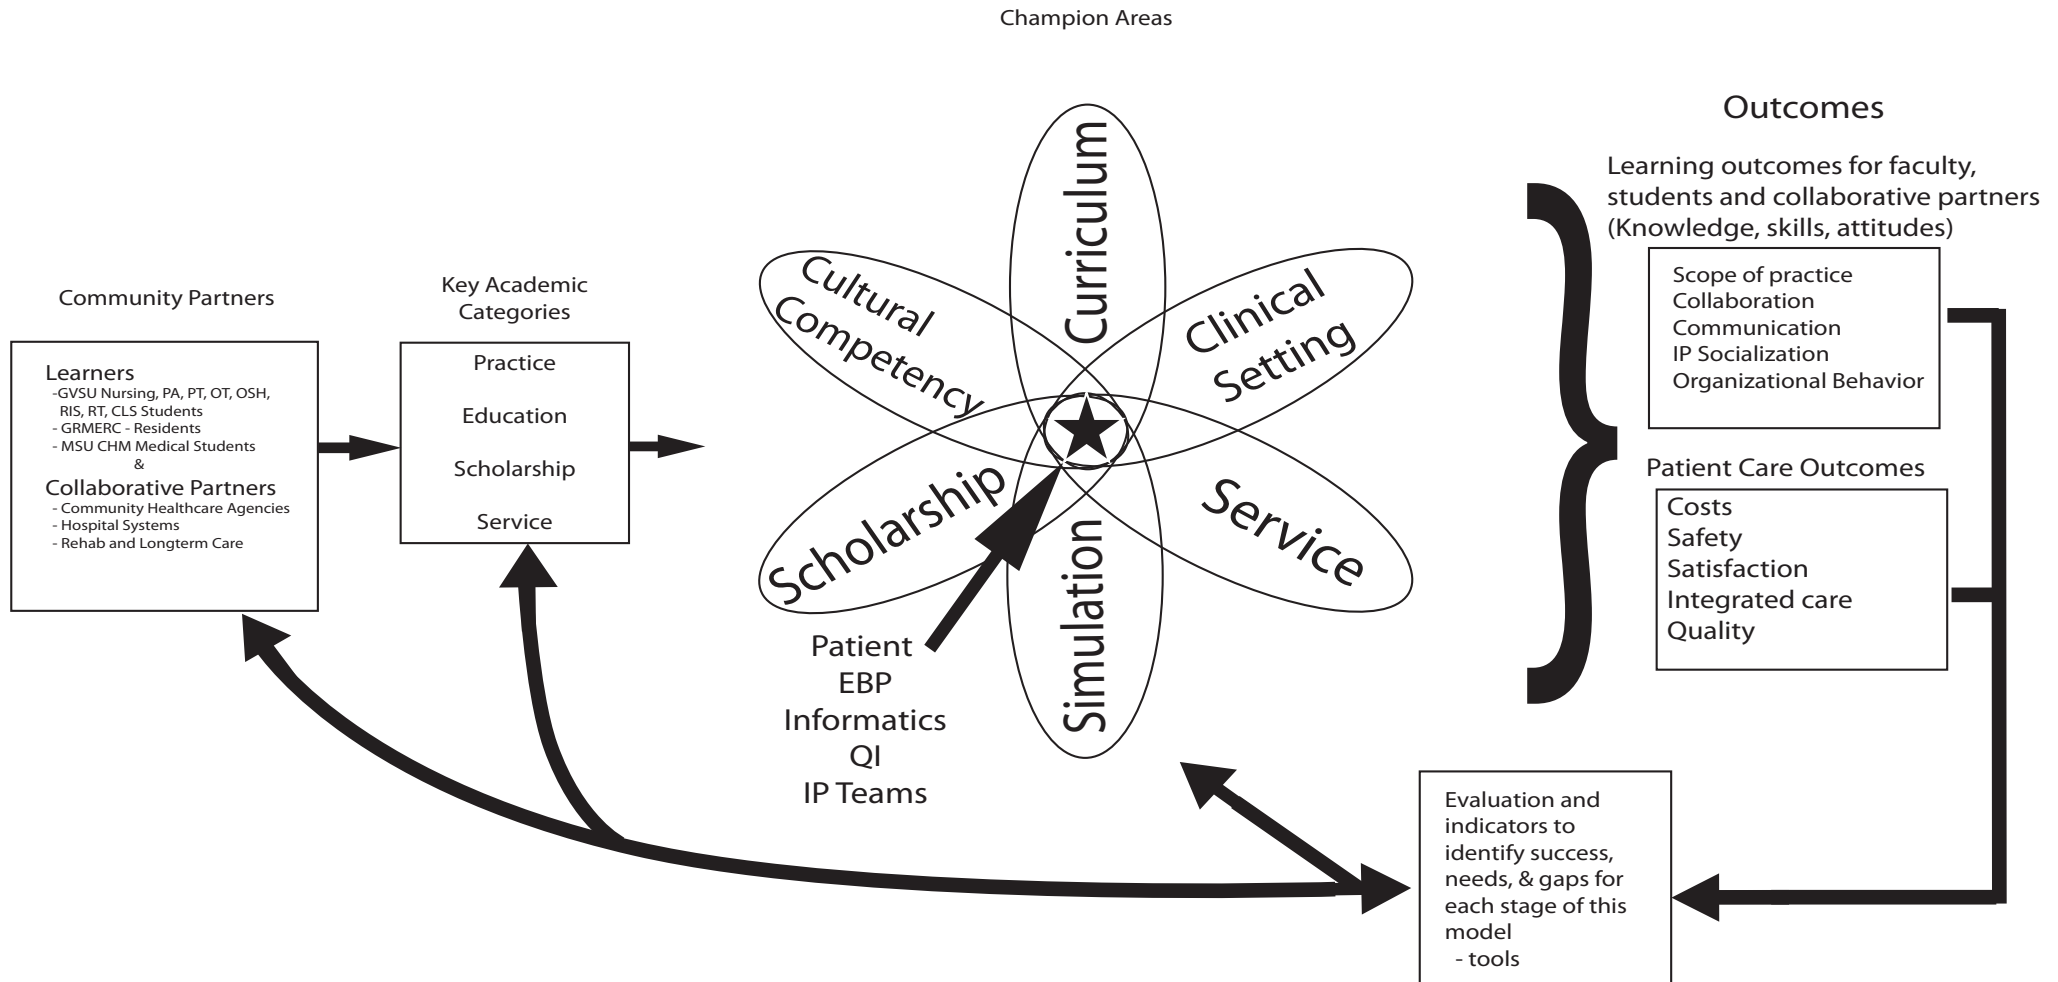 Champion Areas
Community Partners
Learners
-GVSU Nursing, PA, PT, OT, OSH,
RIS, RT, CLS Students
- GRMERC - Residents
- MSU CHM Medical Students
&
Collaborative Partners
- Community Healthcare Agencies
- Hospital Systems
- Rehab and Longterm Care
Key Academic
Categories
Practice
Education
Scholarship
Service
Curriculum
Cultural
Competency
Clinical
Setting
Scholarship
Service
Simulation
Patient
EBP
Informatics
QI
IP Teams
Outcomes
Learning outcomes for faculty,
students and collaborative partners
(Knowledge, skills, attitudes)
Scope of practice
Collaboration
Communication
IP Socialization
Organizational Behavior
Patient Care Outcomes
Costs
Safety
Satisfaction
Integrated care
Quality
Evaluation and
indicators to
identify success,
needs, & gaps for
each stage of this
model
- tools